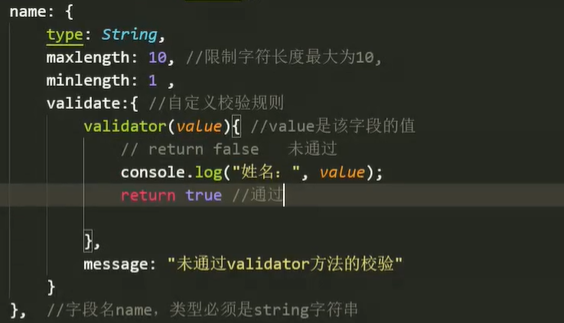 name: {
type: String,
maxlength: 10, //限制字符长度最大为10,
minlength: 1 ,
validate:{ //自定义校验规则
validator(value){ //value是该字段的值
// return false   未通过
console.log("姓名: ", value);
return true //通过
},
message: "未通过validator方法的校验"
}
},  //字段名name, 类型必须是string字符串